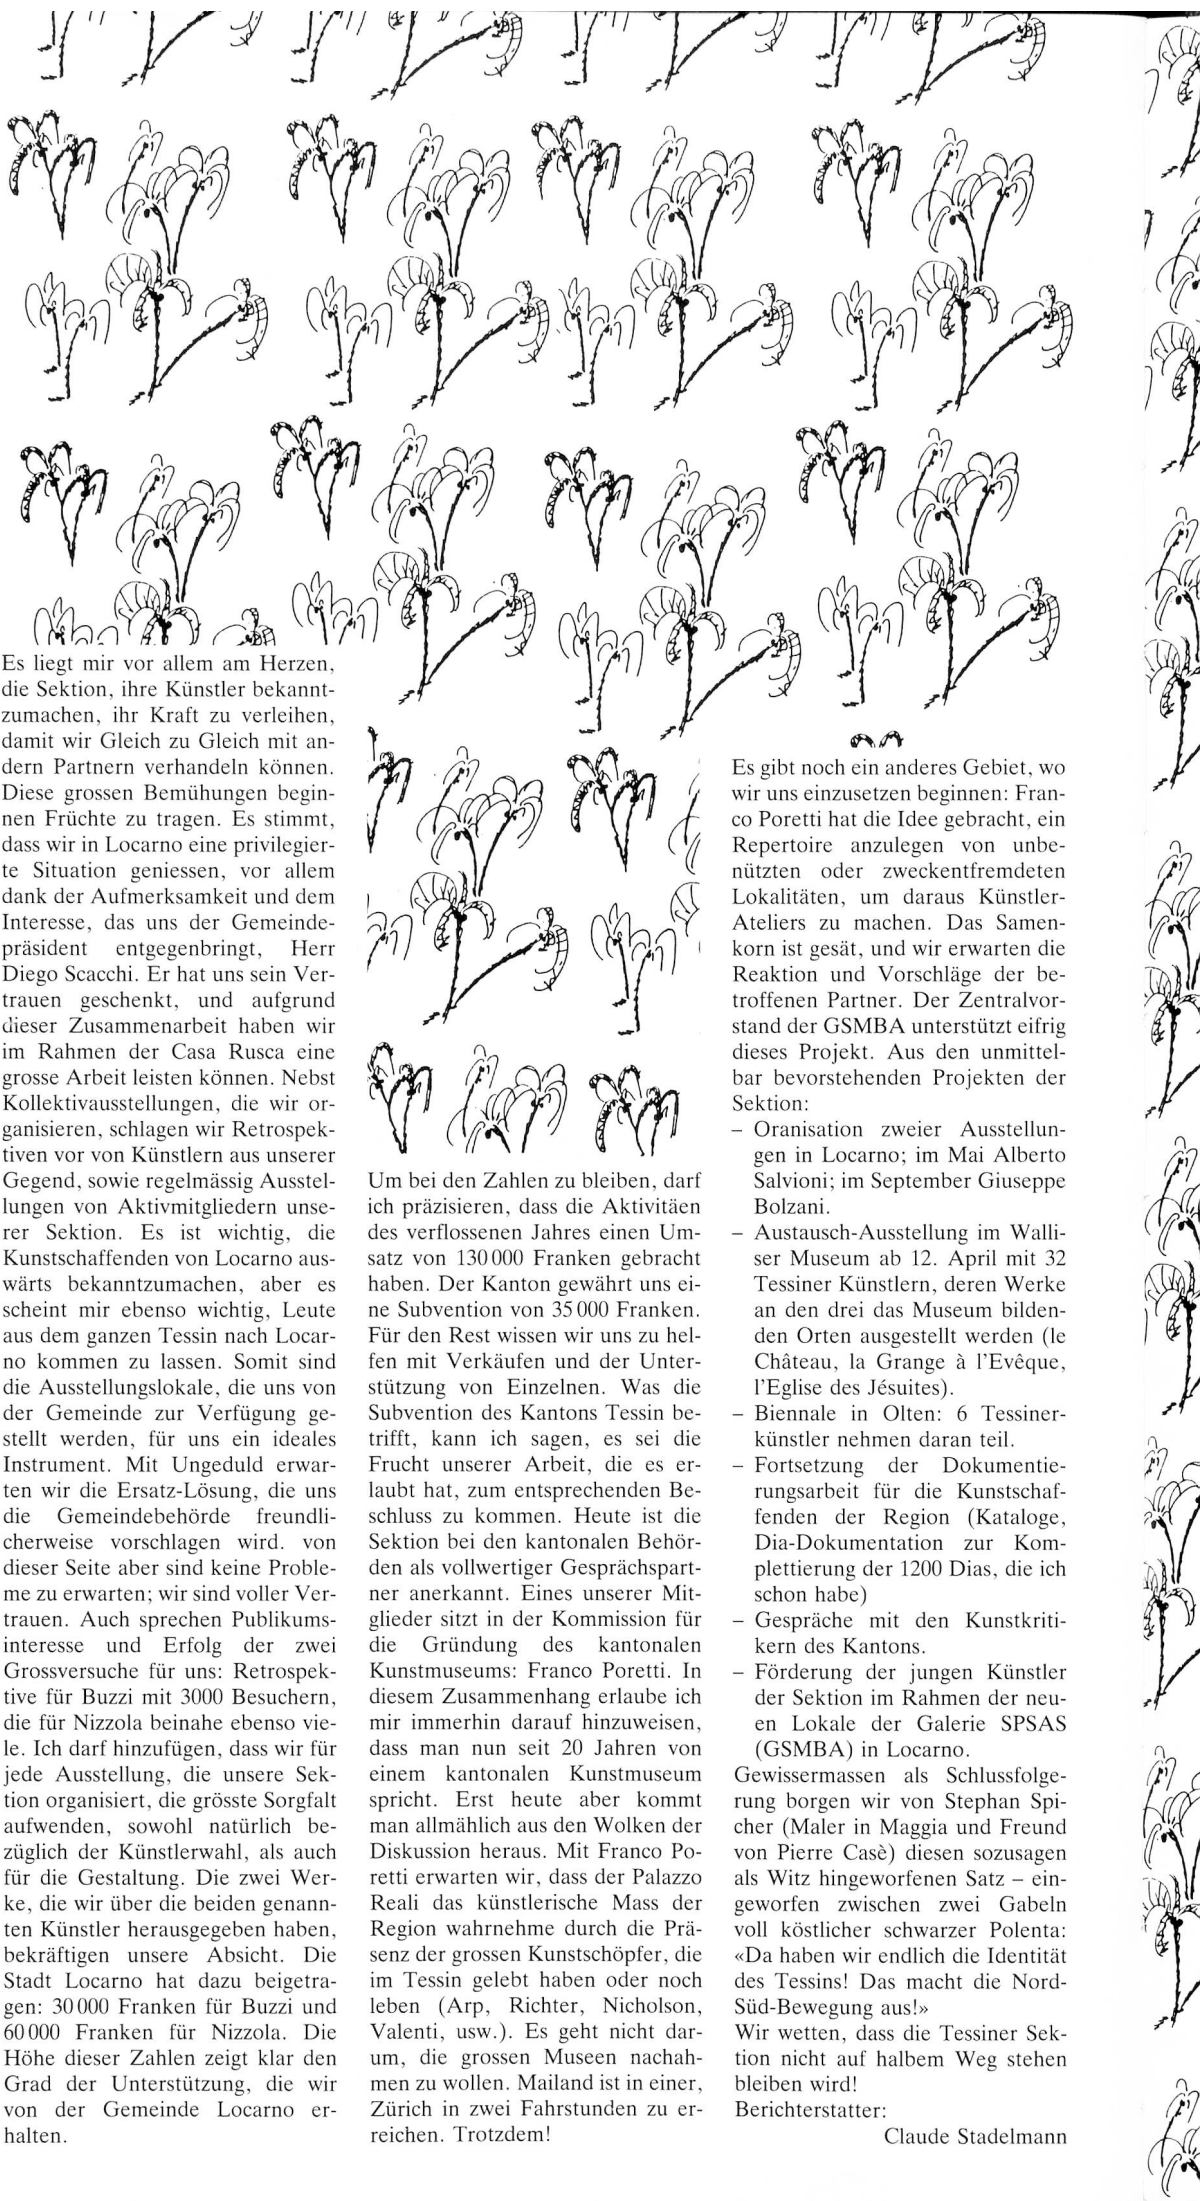 Es liegt mir vor allem am Herzen,
die Sektion, ihre Künstler bekannt-
zumachen, ihr Kraft zu verleihen,
damit wir Gleich zu Gleich mit an-
dern Partnern verhandeln können.
Diese grossen Bemühungen begin-
nen Früchte zu tragen. Es stimmt,
dass wir in Locarno eine privilegier-
te Situation geniessen, vor allem
dank der Aufmerksamkeit und dem
Interesse, das uns der Gemeinde-
präsident entgegenbringt, Herr
Diego Scacchi. Er hat uns sein Ver-
trauen geschenkt, und aufgrund
dieser Zusammenarbeit haben wir
im Rahmen der Casa Rusca eine
grosse Arbeit leisten können. Nebst
Kollektivausstellungen, die wir or-
ganisieren, schlagen wir Retrospek-
tiven vor von Künstlern aus unserer
Gegend, sowie regelmässig Ausstel-
lungen von Aktivmitgliedern unse-
rer Sektion. Es ist wichtig, die
Kunstschaffenden von Locarno aus-
wärts bekanntzumachen, aber es
scheint mir ebenso wichtig, Leute
aus dem ganzen Tessin nach Locar-
no kommen zu lassen. Somit sind
die Ausstellungslokale, die uns von
der Gemeinde zur Verfügung ge-
stellt werden, für uns ein ideales
Instrument. Mit Ungeduld erwar-
ten wir die Ersatz-Lösung, die uns
die Gemeindebehörde freundli-
cherweise vorschlagen wird. von
dieser Seite aber sind keine Proble-
me zu erwarten; wir sind voller Ver-
trauen. Auch sprechen Publikums-
interesse und Erfolg der zwei
Grossversuche für uns: Retrospek-
tive für Buzzi mit 3000 Besuchern,
die für Nizzola beinahe ebenso vie-
le. Ich darf hinzufügen, dass wir für
jede Ausstellung, die unsere Sek-
tion organisiert, die grösste Sorgfalt
aufwenden, sowohl natürlich be-
züglich der Künstlerwahl, als auch
für die Gestaltung. Die zwei Wer-
ke, die wir über die beiden genann-
ten Künstler herausgegeben haben,
bekräftigen unsere Absicht. Die
Stadt Locarno hat dazu beigetra-
gen: 30 000 Franken für Buzzi und
60 000 Franken für Nizzola. Die
Höhe dieser Zahlen zeigt klar den
Grad der Unterstützung, die wir
von der Gemeinde Locarno er-
halten.
Um bei den Zahlen zu bleiben, darf
ich präzisieren, dass die Aktivitäen
des verflossenen Jahres einen Um-
satz von 130 000 Franken gebracht
haben. Der Kanton gewährt uns ei-
ne Subvention von 35 000 Franken.
Für den Rest wissen wir uns zu hel-
fen mit Verkäufen und der Unter-
stützung von Einzelnen. Was die
Subvention des Kantons Tessin be-
trifft, kann ich sagen, es sei die
Frucht unserer Arbeit, die es er-
laubt hat, zum entsprechenden Be-
schluss zu kommen. Heute ist die
Sektion bei den kantonalen Behör-
den als vollwertiger Gesprächspart-
ner anerkannt. Eines unserer Mit-
glieder sitzt in der Kommission für
die Gründung des kantonalen
Kunstmuseums: Franco Poretti. In
diesem Zusammenhang erlaube ich
mir immerhin darauf hinzuweisen,
dass man nun seit 20 Jahren von
einem kantonalen Kunstmuseum
spricht. Erst heute aber kommt
man allmählich aus den Wolken der
Diskussion heraus. Mit Franco Po-
retti erwarten wir, dass der Palazzo
Reali das künstlerische Mass der
Region wahrnehme durch die Prä-
senz der grossen Kunstschöpfer, die
im Tessin gelebt haben oder noch
leben (Arp, Richter, Nicholson,
Valenti, usw.). Es geht nicht dar-
um, die grossen Museen nachah-
men zu wollen. Mailand ist in einer,
Zürich in zwei Fahrstunden zu er-
reichen. Trotzdem!
Es gibt noch ein anderes Gebiet, wo
wir uns einzusetzen beginnen: Fran-
co Poretti hat die Idee gebracht, ein
Repertoire anzulegen von unbe-
nützten oder zweckentfremdeten
Lokalitäten, um daraus Künstler-
Ateliers zu machen. Das Samen-
korn ist gesät, und wir erwarten die
Reaktion und Vorschläge der be-
troffenen Partner. Der Zentralvor-
stand der GSMBA unterstützt eifrig
dieses Projekt. Aus den unmittel-
bar bevorstehenden Projekten der
Sektion:
– Oranisation zweier Ausstellun-
gen in Locarno; im Mai Alberto
Salvioni; im September Giuseppe
Bolzani.
– Austausch-Ausstellung im Walli-
ser Museum ab 12. April mit 32
Tessiner Künstlern, deren Werke
an den drei das Museum bilden-
den Orten ausgestellt werden (le
Château, la Grange à l'Evêque,
l'Eglise des Jésuites).
– Biennale in Olten: 6 Tessiner-
künstler nehmen daran teil.
– Fortsetzung der Dokumentie-
rungsarbeit für die Kunstschaf-
fenden der Region (Kataloge,
Dia-Dokumentation zur Kom-
plettierung der 1200 Dias, die ich
schon habe)
– Gespräche mit den Kunstkriti-
kern des Kantons.
– Förderung der jungen Künstler
der Sektion im Rahmen der neu-
en Lokale der Galerie SPSAS
(GSMBA) in Locarno.
Gewissermassen als Schlussfolge-
rung borgen wir von Stephan Spi-
cher (Maler in Maggia und Freund
von Pierre Casè) diesen sozusagen
als Witz hingeworfenen Satz – ein-
geworfen zwischen zwei Gabeln
voll köstlicher schwarzer Polenta:
«Da haben wir endlich die Identität
des Tessins! Das macht die Nord-
Süd-Bewegung aus!»
Wir wetten, dass die Tessiner Sek-
tion nicht auf halbem Weg stehen
bleiben wird!
Berichterstatter:
Claude Stadelmann